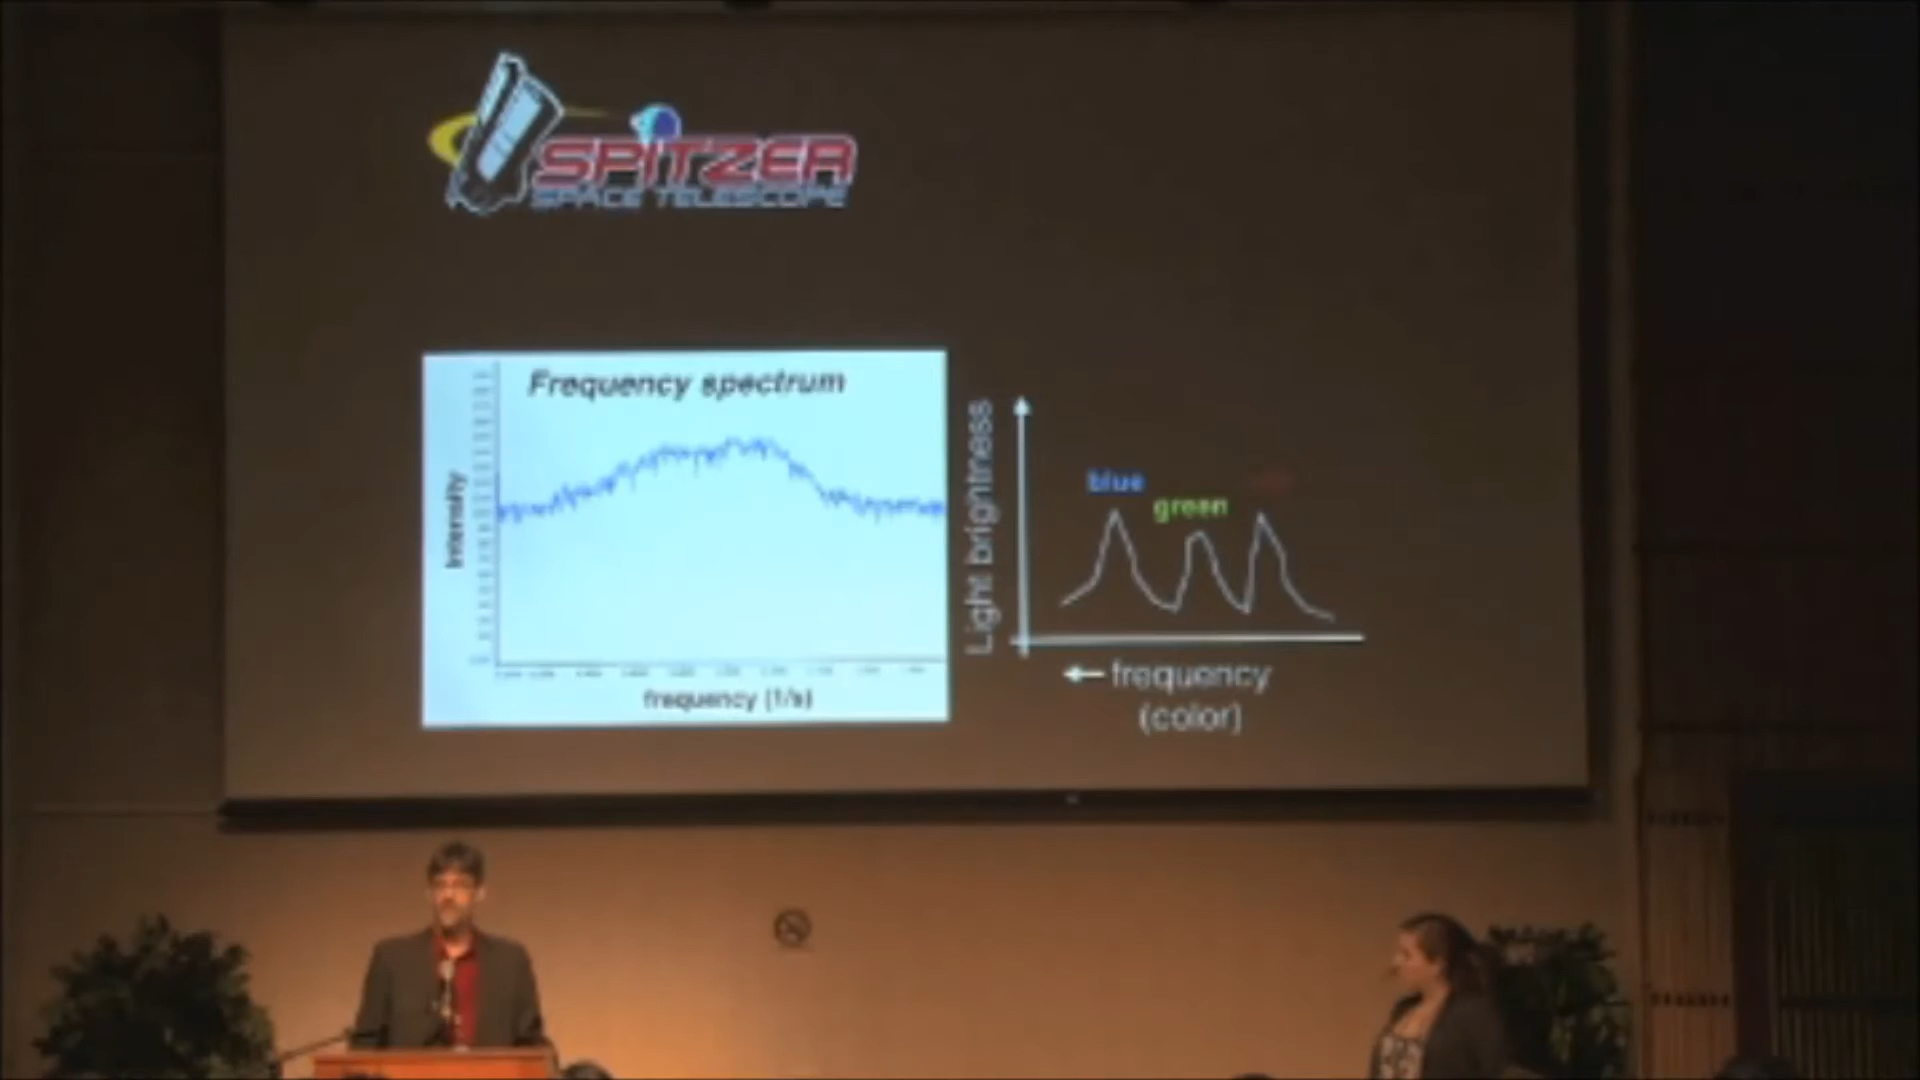 SPITZER
SPACE TELESCOPE
Frequency spectrum
Intensity
frequency (1/s)
Light brightness
blue
green
frequency
(color)